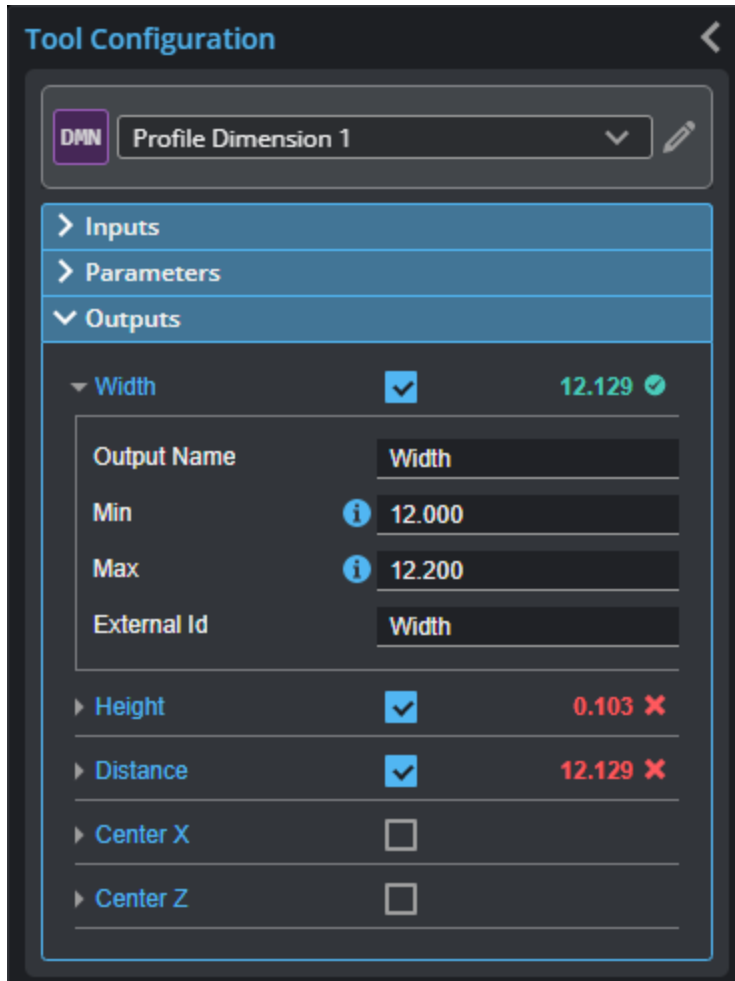 Tool Configuration
DMN Profile Dimension 1
Inputs
Parameters
Outputs
Width 12.129
Output Name Width
Min 12.000
Max 12.200
External Id Width
Height 0.103
Distance 12.129
Center X
Center Z